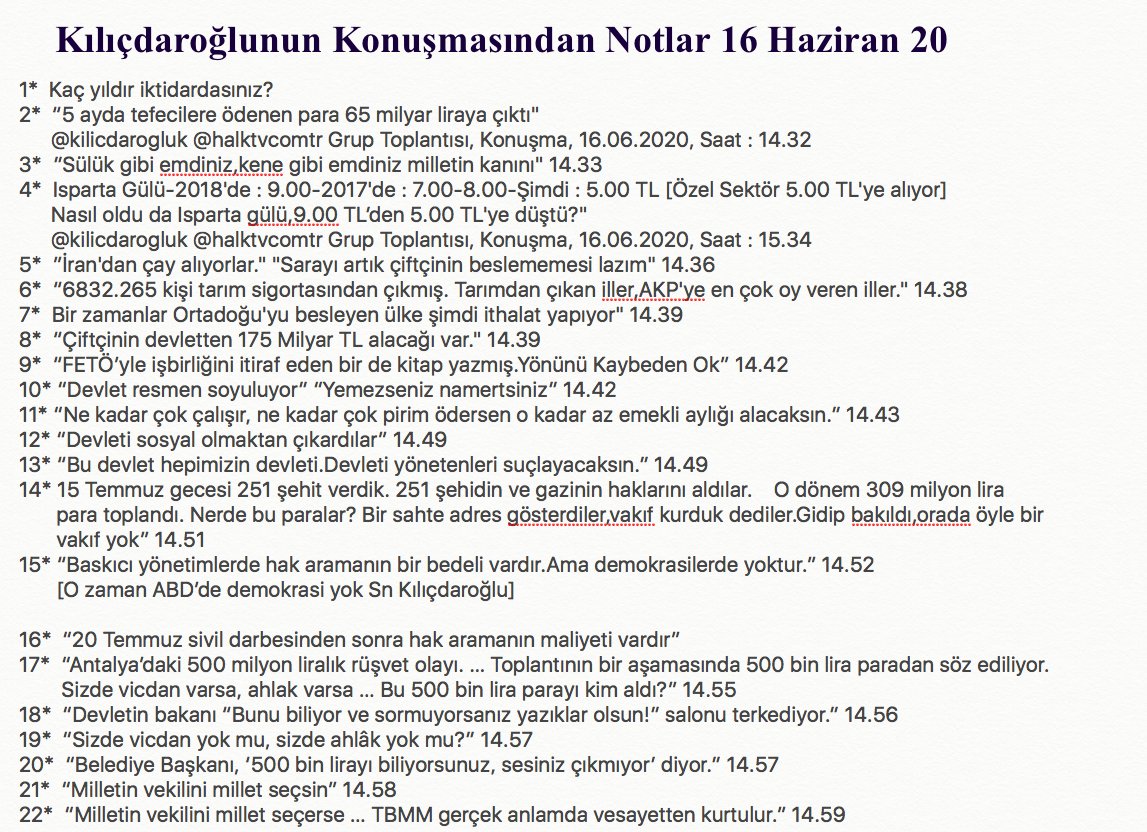 Kılıçdaroğlunun Konuşmasından Notlar 16 Haziran 20
1* Kaç yıldır iktidardasınız?
2* "5 ayda tefecilere ödenen para 65 milyar liraya çıktı"
@kilicdarogluk @halktvcomtr Grup Toplantısı, Konuşma, 16.06.2020, Saat : 14.32
3* "Sülük gibi emdiniz,kene gibi emdiniz milletin kanını" 14.33
4* Isparta Gülü-2018'de : 9.00-2017'de : 7.00-8.00-Şimdi : 5.00 TL [Özel Sektör 5.00 TL'ye alıyor]
Nasıl oldu da Isparta gülü,9.00 TL'den 5.00 TL'ye düştü?"
@kilicdarogluk @halktvcomtr Grup Toplantısı, Konuşma, 16.06.2020, Saat : 15.34
5* "İran'dan çay alıyorlar." "Sarayı artık çiftçinin beslememesi lazım" 14.36
6* "6832.265 kişi tarım sigortasından çıkmış. Tarımdan çıkan iller,AKP'ye en çok oy veren iller." 14.38
7* Bir zamanlar Ortadoğu'yu besleyen ülke şimdi ithalat yapıyor" 14.39
8* "Çiftçinin devletten 175 Milyar TL alacağı var." 14.39
9* "FETÖ'yle işbirliğini itiraf eden bir de kitap yazmış.Yönünü Kaybeden Ok" 14.42
10* "Devlet resmen soyuluyor" "Yemezseniz namertsiniz" 14.42
11* "Ne kadar çok çalışır, ne kadar çok pirim ödersen o kadar az emekli aylığı alacaksın." 14.43
12* "Devleti sosyal olmaktan çıkardılar" 14.49
13* "Bu devlet hepimizin devleti.Devleti yönetenleri suçlayacaksın." 14.49
14* 15 Temmuz gecesi 251 şehit verdik. 251 şehidin ve gazinin haklarını aldılar. O dönem 309 milyon lira
para toplandı. Nerde bu paralar? Bir sahte adres gösterdiler,vakıf kurduk dediler.Gidip bakıldı,orada öyle bir
vakıf yok" 14.51
15* "Baskıcı yönetimlerde hak aramanın bir bedeli vardır.Ama demokrasilerde yoktur." 14.52
[O zaman ABD'de demokrasi yok Sn Kılıçdaroğlu]
16* "20 Temmuz sivil darbesinden sonra hak aramanın maliyeti vardır"
17* "Antalya'daki 500 milyon liralık rüşvet olayı. ... Toplantının bir aşamasında 500 bin lira paradan söz ediliyor.
Sizde vicdan varsa, ahlak varsa ... Bu 500 bin lira parayı kim aldı?" 14.55
18* "Devletin bakanı "Bunu biliyor ve sormuyorsanız yazıklar olsun!" salonu terkediyor." 14.56
19* "Sizde vicdan yok mu, sizde ahlâk yok mu?" 14.57
20* "Belediye Başkanı, '500 bin lirayı biliyorsunuz, sesiniz çıkmıyor' diyor." 14.57
21* "Milletin vekilini millet seçsin" 14.58
22* "Milletin vekilini millet seçerse ... TBMM gerçek anlamda vesayetten kurtulur." 14.59